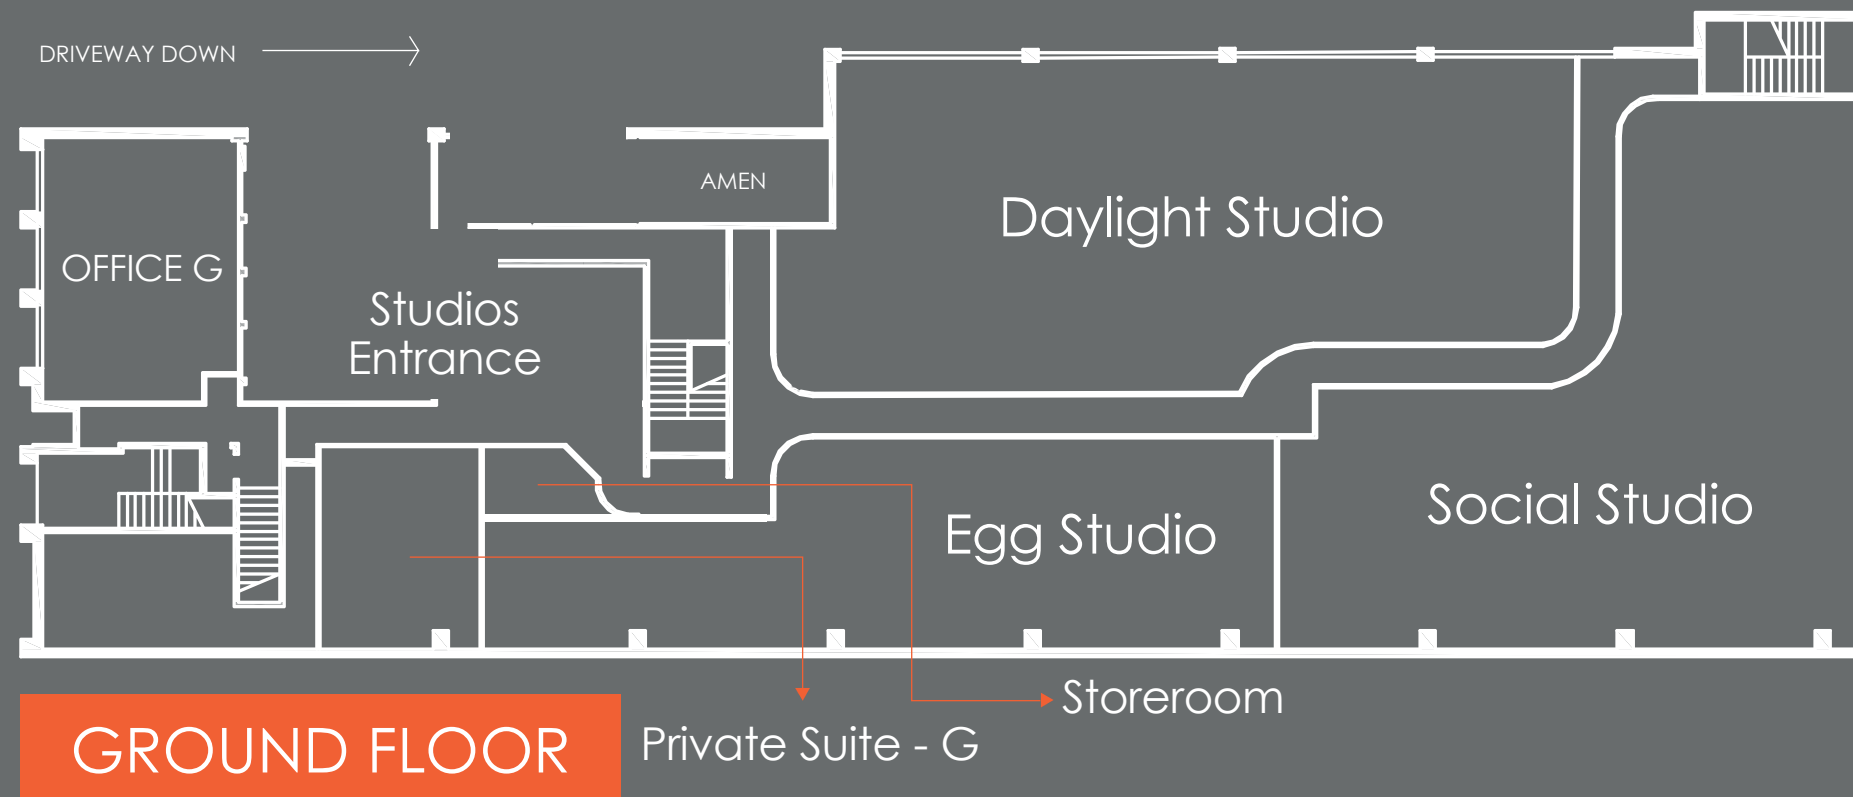 DRIVEWAY DOWN
AMEN
Daylight Studio
OFFICE G
Studios
Entrance
Social Studio
Egg Studio
Storeroom
Private Suite - G
GROUND FLOOR